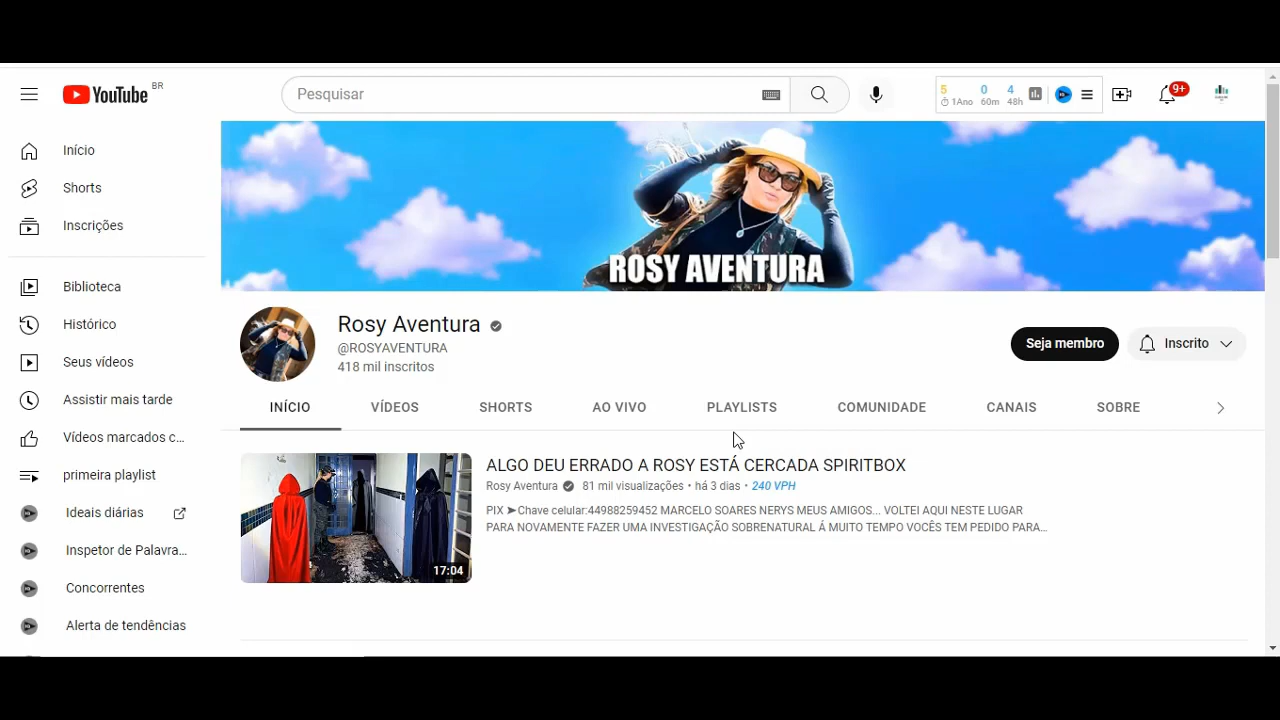 YouTube BR
Pesquisar
5 0 4
1Ano 60m 48h
9+
Início
Shorts
Inscrições
Biblioteca
Histórico
Seus vídeos
Assistir mais tarde
Vídeos marcados c...
primeira playlist
Ideais diárias
Inspetor de Palavra...
Concorrentes
Alerta de tendências
ROSY AVENTURA
Rosy Aventura
@ROSYAVENTURA
418 mil inscritos
Seja membro
Inscrito
INÍCIO VÍDEOS SHORTS AO VIVO PLAYLISTS COMUNIDADE CANAIS SOBRE
17:04
ALGO DEU ERRADO A ROSY ESTÁ CERCADA SPIRITBOX
Rosy Aventura 81 mil visualizações • há 3 dias • 240 VPH
PIX ➤Chave celular:44988259452 MARCELO SOARES NERYS MEUS AMIGOS... VOLTEI AQUI NESTE LUGAR
PARA NOVAMENTE FAZER UMA INVESTIGAÇÃO SOBRENATURAL Á MUITO TEMPO VOCÊS TEM PEDIDO PARA...